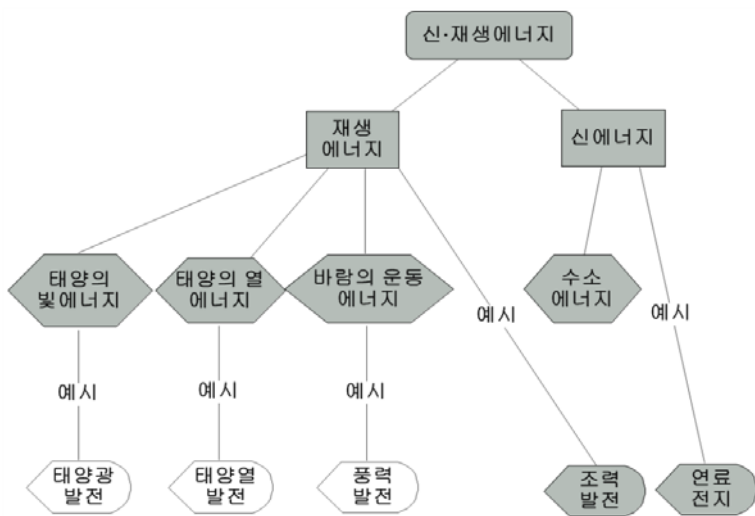 신·재생에너지
재생
에너지
신에너지
태양의
빛에너지
태양의 열
에너지
바람의 운동
에너지
수소
에너지
예시
예시
예시
예시
예시
태양광
발전
태양열
발전
풍력
발전
조력
발전
연료
전지